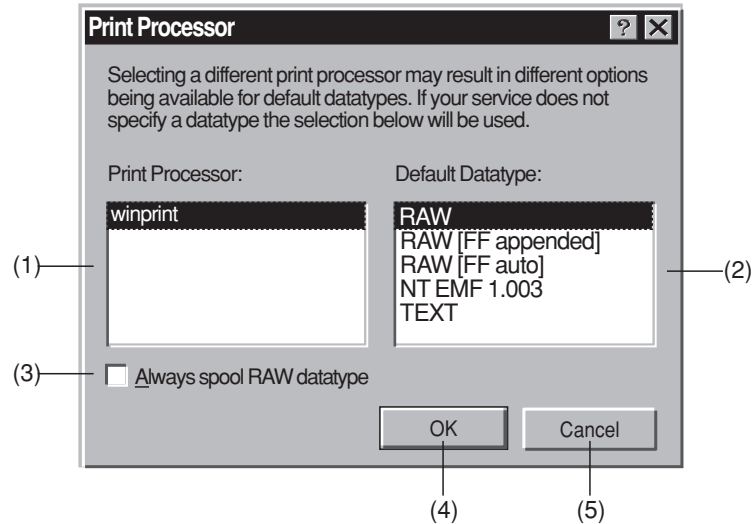 Print Processor
?
Selecting a different print processor may result in different options
being available for default datatypes. If your service does not
specify a datatype the selection below will be used.
Print Processor:
Default Datatype:
winprint
RAW
RAW [FF appended]
RAW [FF auto]
NT EMF 1.003
TEXT
(1)
(2)
(3)
Always spool RAW datatype
OK
Cancel
(4)
(5)